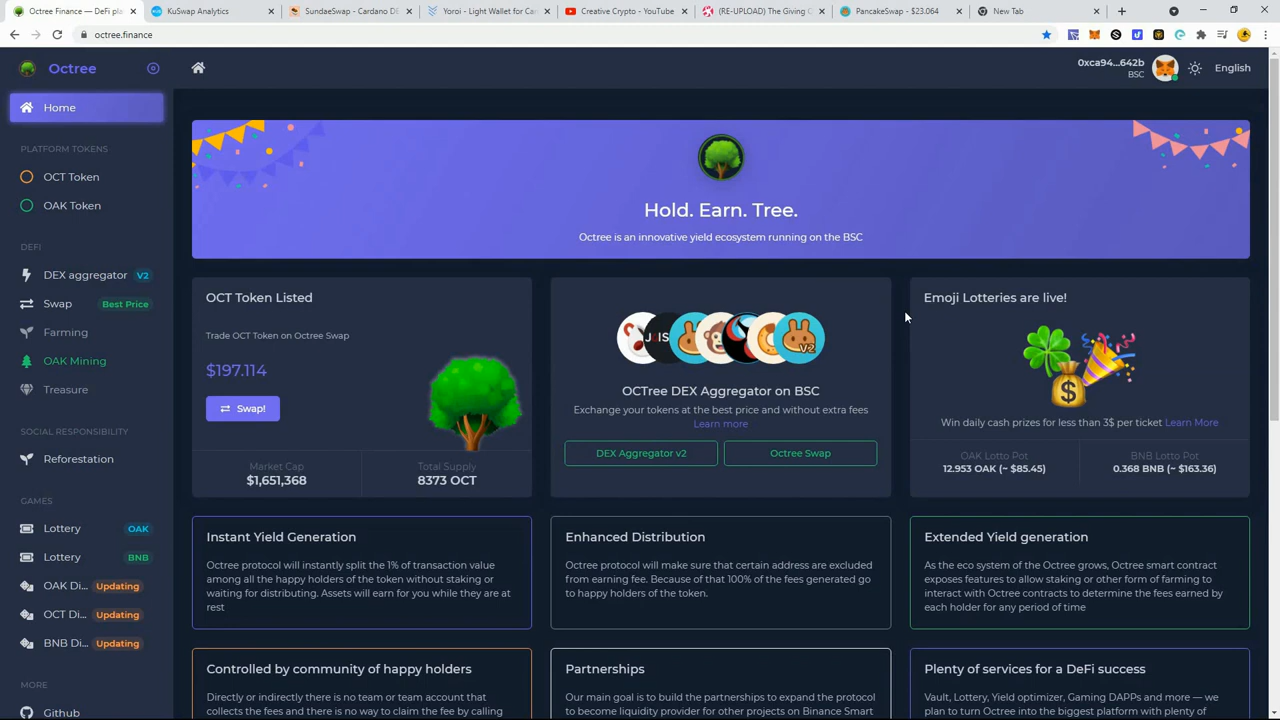 Octree Finance – DeFi pla
KuSwap Analytics
SundaeSwap - Cardano DE
Yoroi - Light Wallet for Car
Creative Crypto - YouTube
(RE-UPLOAD) The Giving C
PancakeSwap - $23.064
New Tab
octree.finance
Octree
0xca94...642b
BSC
English
Home
PLATFORM TOKENS
OCT Token
OAK Token
DEFI
DEX aggregator V2
Swap Best Price
Farming
OAK Mining
Treasure
SOCIAL RESPONSIBILITY
Reforestation
GAMES
Lottery OAK
Lottery BNB
OAK Di... Updating
OCT Di... Updating
BNB Di... Updating
MORE
Github
Hold. Earn. Tree.
Octree is an innovative yield ecosystem running on the BSC
OCT Token Listed
Trade OCT Token on Octree Swap
$197.114
Swap!
Market Cap
$1,651,368
Total Supply
8373 OCT
V2
OCTree DEX Aggregator on BSC
Exchange your tokens at the best price and without extra fees
Learn more
DEX Aggregator v2
Octree Swap
Emoji Lotteries are live!
Win daily cash prizes for less than 3$ per ticket Learn More
OAK Lotto Pot
12.953 OAK (~ $85.45)
BNB Lotto Pot
0.368 BNB (~ $163.36)
Instant Yield Generation
Octree protocol will instantly split the 1% of transaction value
among all the happy holders of the token without staking or
waiting for distribution. Assets will earn for you while they are at
rest
Enhanced Distribution
Octree protocol will make sure that certain address are excluded
from earning fee. Because of that 100% of the fees generated go
to happy holders of the token.
Extended Yield generation
As the eco system of the Octree grows, Octree smart contract
exposes features to allow staking or other form of farming to
interact with Octree contracts to determine the fees earned by
each holder for any period of time
Controlled by community of happy holders
Directly or indirectly there is no team or team account that
collects the fees and there is no way to claim the fee by calling
Partnerships
Our main goal is to build the partnerships to expand the protocol
to become liquidity provider for other projects on Binance Smart
Plenty of services for a DeFi success
Vault, Lottery, Yield optimizer, Gaming DAPPs and more — we
plan to turn Octree into the biggest platform with plenty of